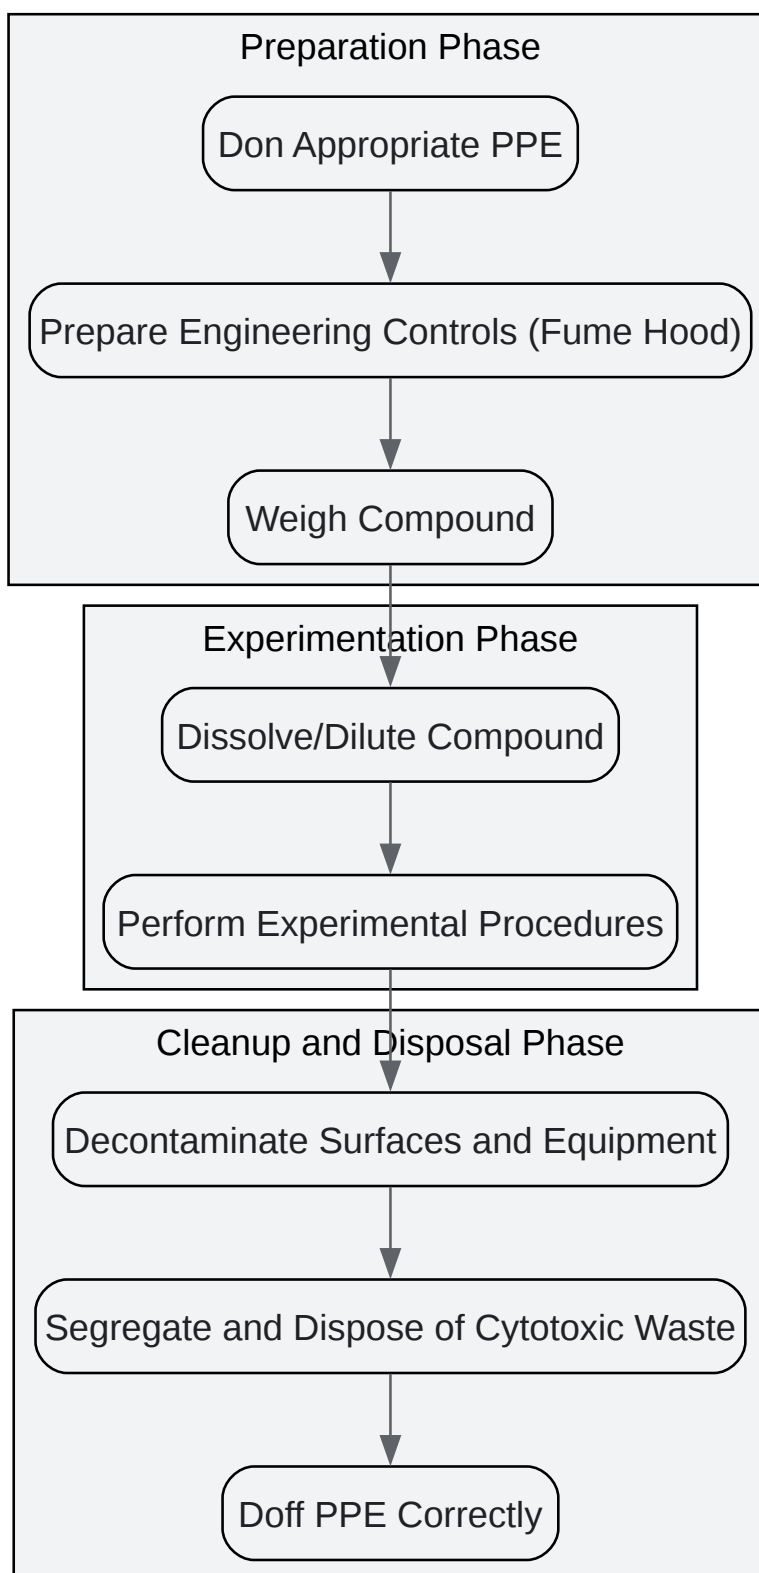 Preparation Phase
Don Appropriate PPE
Prepare Engineering Controls (Fume Hood)
Weigh Compound
Experimentation Phase
Dissolve/Dilute Compound
Perform Experimental Procedures
Cleanup and Disposal Phase
Decontaminate Surfaces and Equipment
Segregate and Dispose of Cytotoxic Waste
Doff PPE Correctly